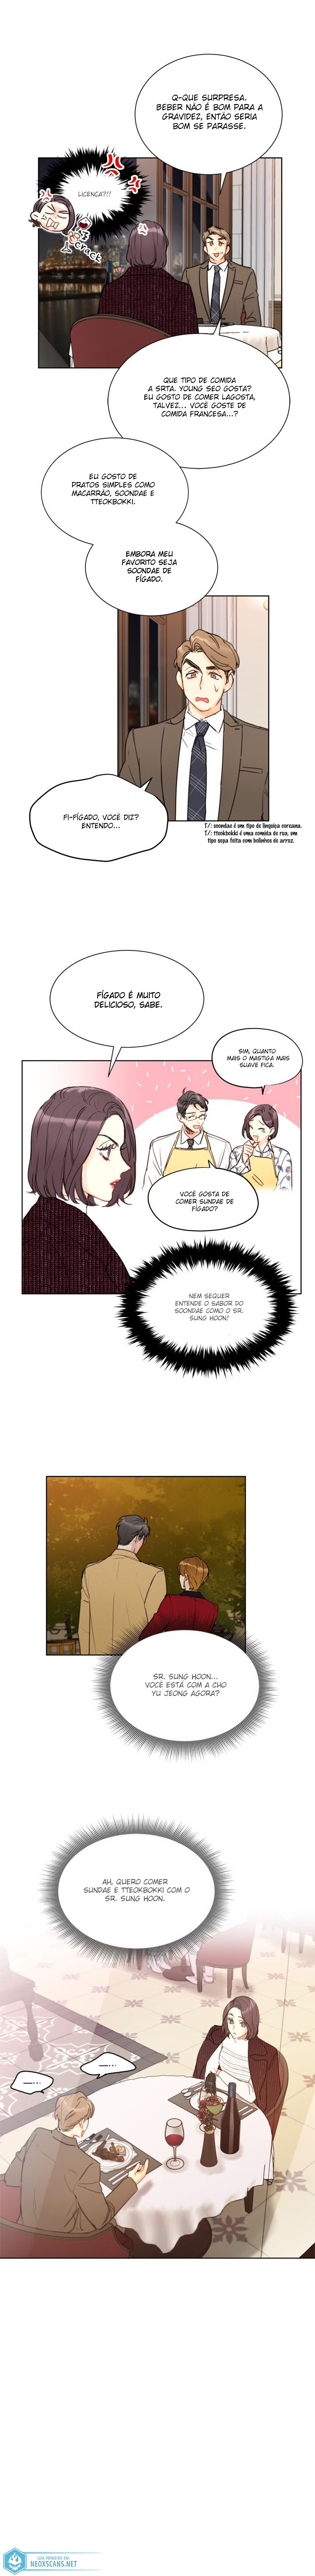 Q-QUE SURPRESA.
BEBER NÃO É BOM PARA A
GRAVIDEZ, ENTÃO SERIA
BOM SE PARASSE.
LICENÇA?!!
CRACK
QUE TIPO DE COMIDA
A SRTA. YOUNG SEO GOSTA?
EU GOSTO DE COMER LAGOSTA,
TALVEZ... VOCÊ GOSTE DE
COMIDA FRANCESA...?
EU GOSTO DE
PRATOS SIMPLES COMO
MACARRÃO, SOONDAE E
TTEOKBOKKI.
EMBORA MEU
FAVORITO SEJA
SOONDAE DE
FÍGADO.
FI-FÍGADO, VOCÊ DIZ?
ENTENDO...
T/: soondae é um tipo de linguiça coreana.
T/: tteokbokki é uma comida de rua, um
tipo sopa feita com bolinhos de arroz.
FÍGADO É MUITO
DELICIOSO, SABE.
SIM, QUANTO
MAIS O MASTIGA MAIS
SUAVE FICA.
VOCÊ GOSTA DE
COMER SUNDAE DE
FÍGADO?
NEM SEQUER
ENTENDE O SABOR DO
SOONDAE COMO O SR.
SUNG HOON!
SR. SUNG HOON...
VOCÊ ESTÁ COM A CHO
YU JEONG AGORA?
AH, QUERO COMER
SUNDAE E TTEOKBOKKI COM O
SR. SUNG HOON.
—...
—...
LEIA PRIMEIRO EM
NEOXSCANS.NET